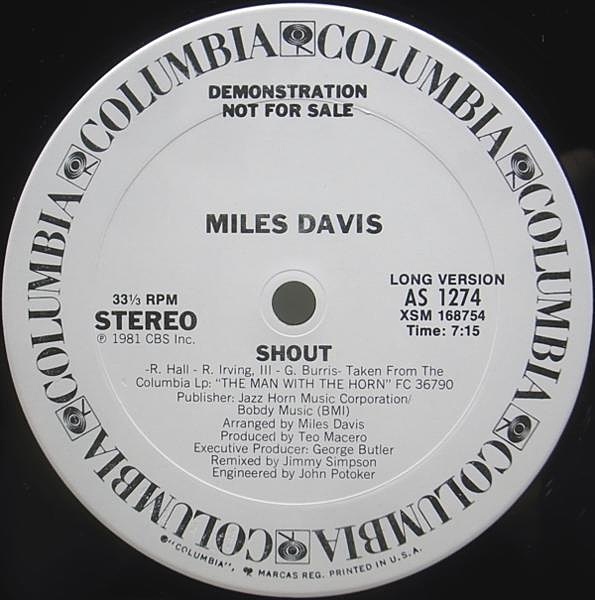 COLUMBIA COLUMBIA COLUMBIA COLUMBIA COLUMBIA COLUMBIA COLUMBIA COLUMBIA
DEMONSTRATION
NOT FOR SALE
MILES DAVIS
33⅓ RPM
STEREO
℗ 1981 CBS Inc.
LONG VERSION
AS 1274
XSM 168754
Time: 7:15
SHOUT
-R. Hall - R. Irving, III - G. Burris- Taken From The
Columbia Lp: "THE MAN WITH THE HORN" FC 36790
Publisher: Jazz Horn Music Corporation/
Bobdy Music (BMI)
Arranged by Miles Davis
Produced by Teo Macero
Executive Producer: George Butler
Remixed by Jimmy Simpson
Engineered by John Potoker
"COLUMBIA", MARCAS REG. PRINTED IN U.S.A.